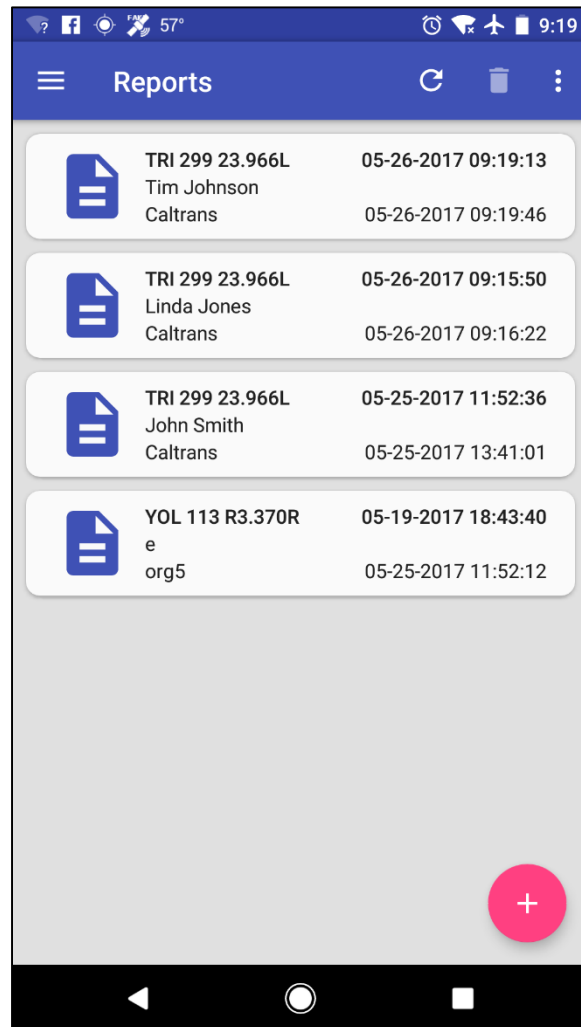 ? f FAKE 57° 9:19
Reports
TRI 299 23.966L 05-26-2017 09:19:13
Tim Johnson
Caltrans 05-26-2017 09:19:46
TRI 299 23.966L 05-26-2017 09:15:50
Linda Jones
Caltrans 05-26-2017 09:16:22
TRI 299 23.966L 05-25-2017 11:52:36
John Smith
Caltrans 05-25-2017 13:41:01
YOL 113 R3.370R 05-19-2017 18:43:40
e
org5 05-25-2017 11:52:12
+